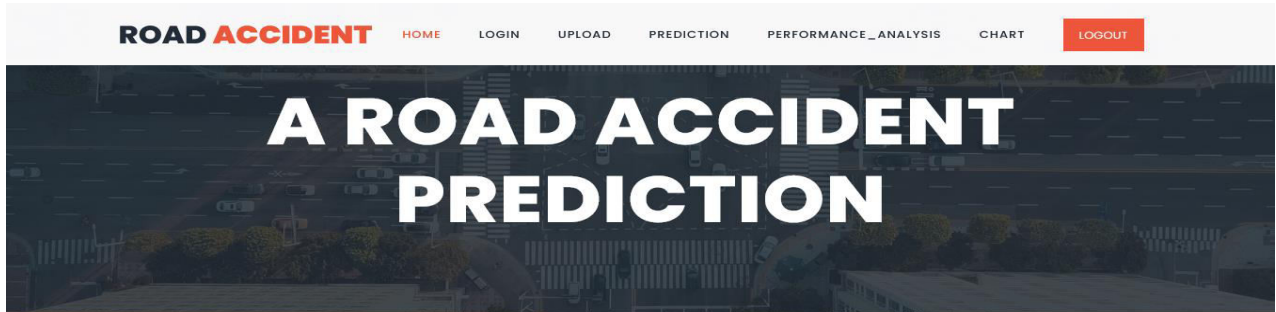 ROAD ACCIDENT HOME LOGIN UPLOAD PREDICTION PERFORMANCE_ANALYSIS CHART LOGOUT
A ROAD ACCIDENT
PREDICTION